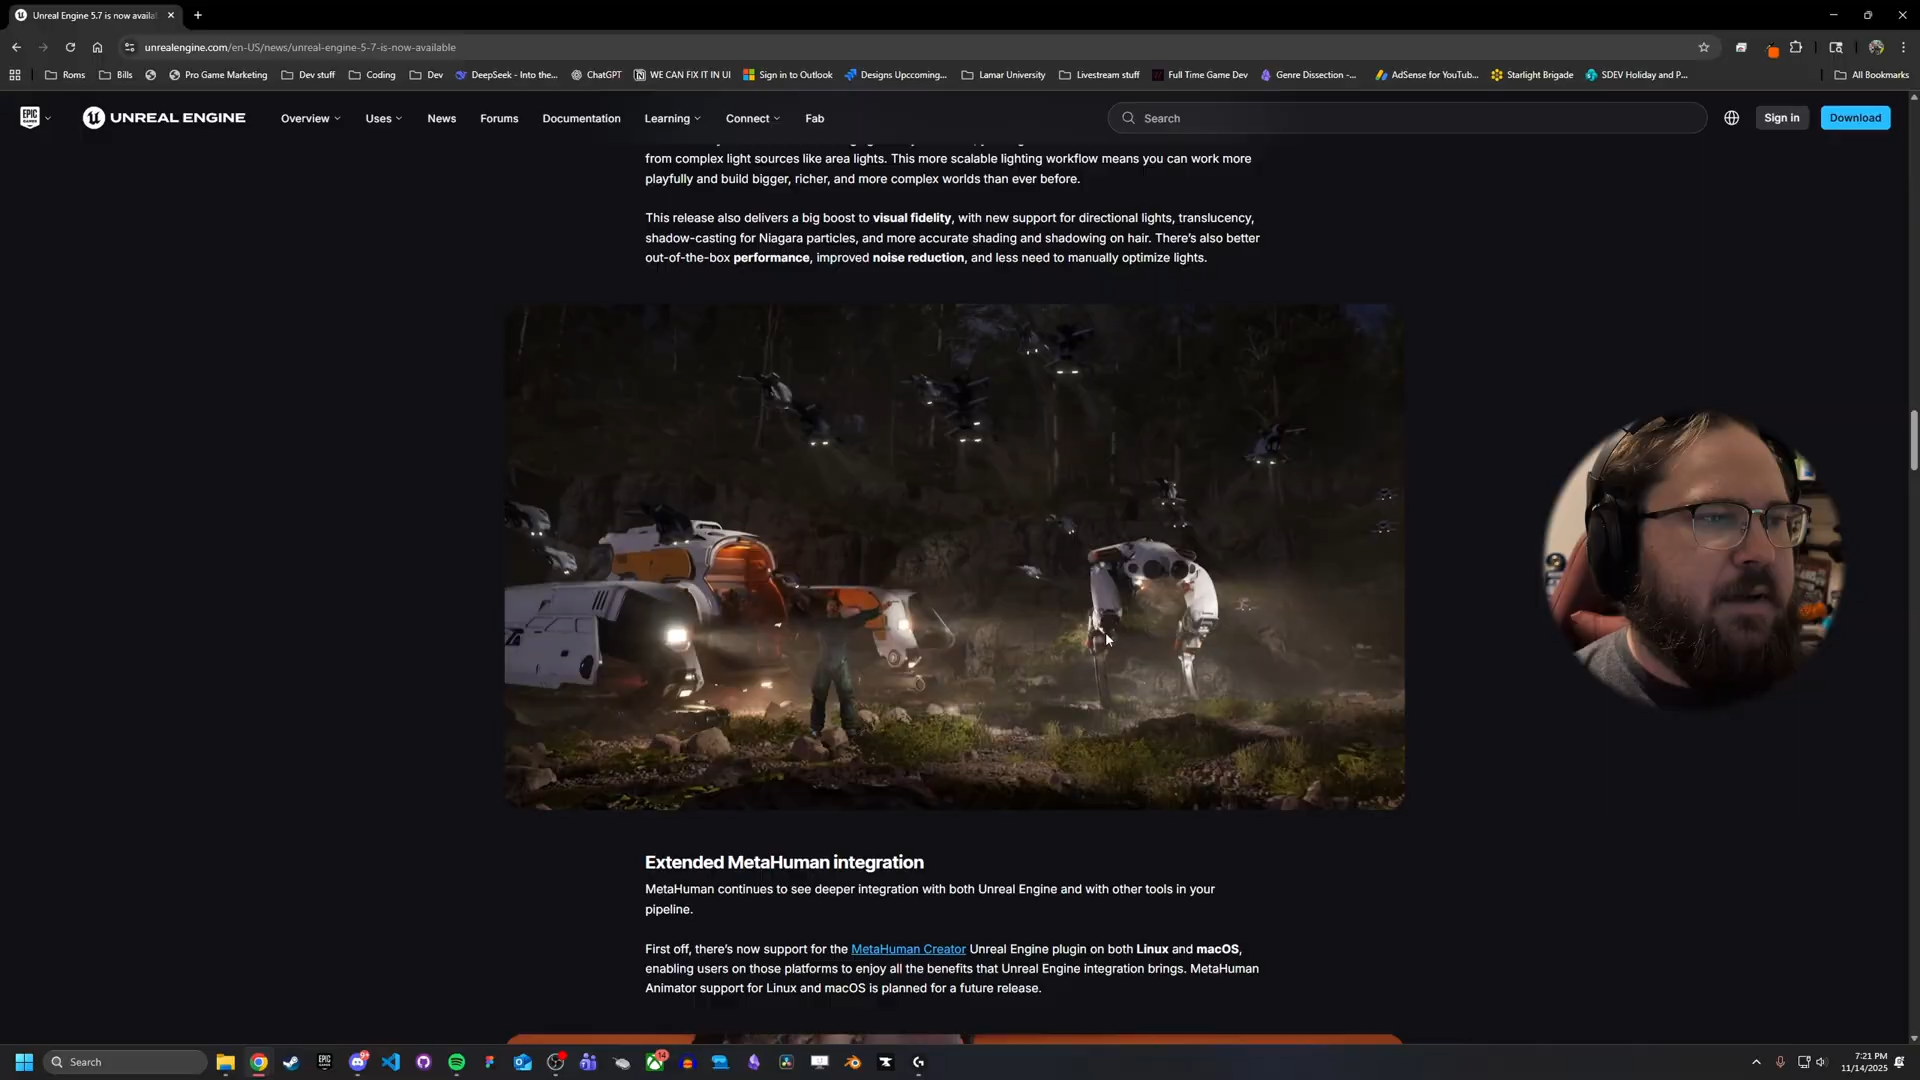 Unreal Engine 5.7 is now availa
unrealengine.com/en-US/news/unreal-engine-5-7-is-now-available
Roms
Bills
Pro Game Marketing
Dev stuff
Coding
Dev
DeepSeek - Into the...
ChatGPT
WE CAN FIX IT IN UI
Sign in to Outlook
Designs Upccoming...
Lamar University
Livestream stuff
Full Time Game Dev
Genre Dissection -...
AdSense for YouTub...
Starlight Brigade
SDEV Holiday and P...
All Bookmarks
EPIC GAMES
UNREAL ENGINE
Overview
Uses
News
Forums
Documentation
Learning
Connect
Fab
Search
Sign in
Download
from complex light sources like area lights. This more scalable lighting workflow means you can work more
playfully and build bigger, richer, and more complex worlds than ever before.
This release also delivers a big boost to visual fidelity, with new support for directional lights, translucency,
shadow-casting for Niagara particles, and more accurate shading and shadowing on hair. There's also better
out-of-the-box performance, improved noise reduction, and less need to manually optimize lights.
Extended MetaHuman integration
MetaHuman continues to see deeper integration with both Unreal Engine and with other tools in your
pipeline.
First off, there's now support for the MetaHuman Creator Unreal Engine plugin on both Linux and macOS,
enabling users on those platforms to enjoy all the benefits that Unreal Engine integration brings. MetaHuman
Animator support for Linux and macOS is planned for a future release.
Search
14
7:21 PM
11/14/2025